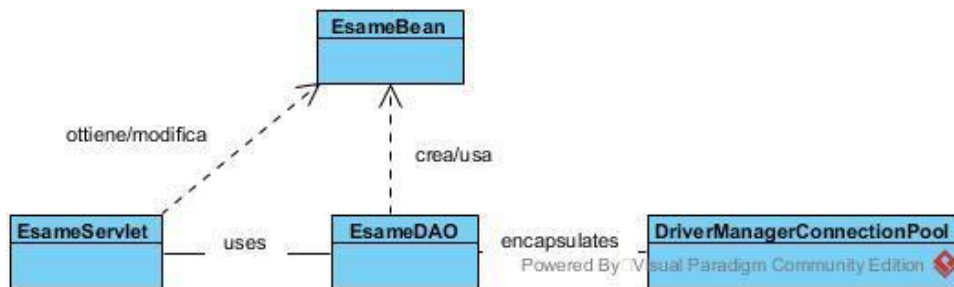 EsameBean
ottiene/modifica
crea/usa
EsameServlet
uses
EsameDAO
encapsulates
DriverManagerConnectionPool
Powered By Visual Paradigm Community Edition